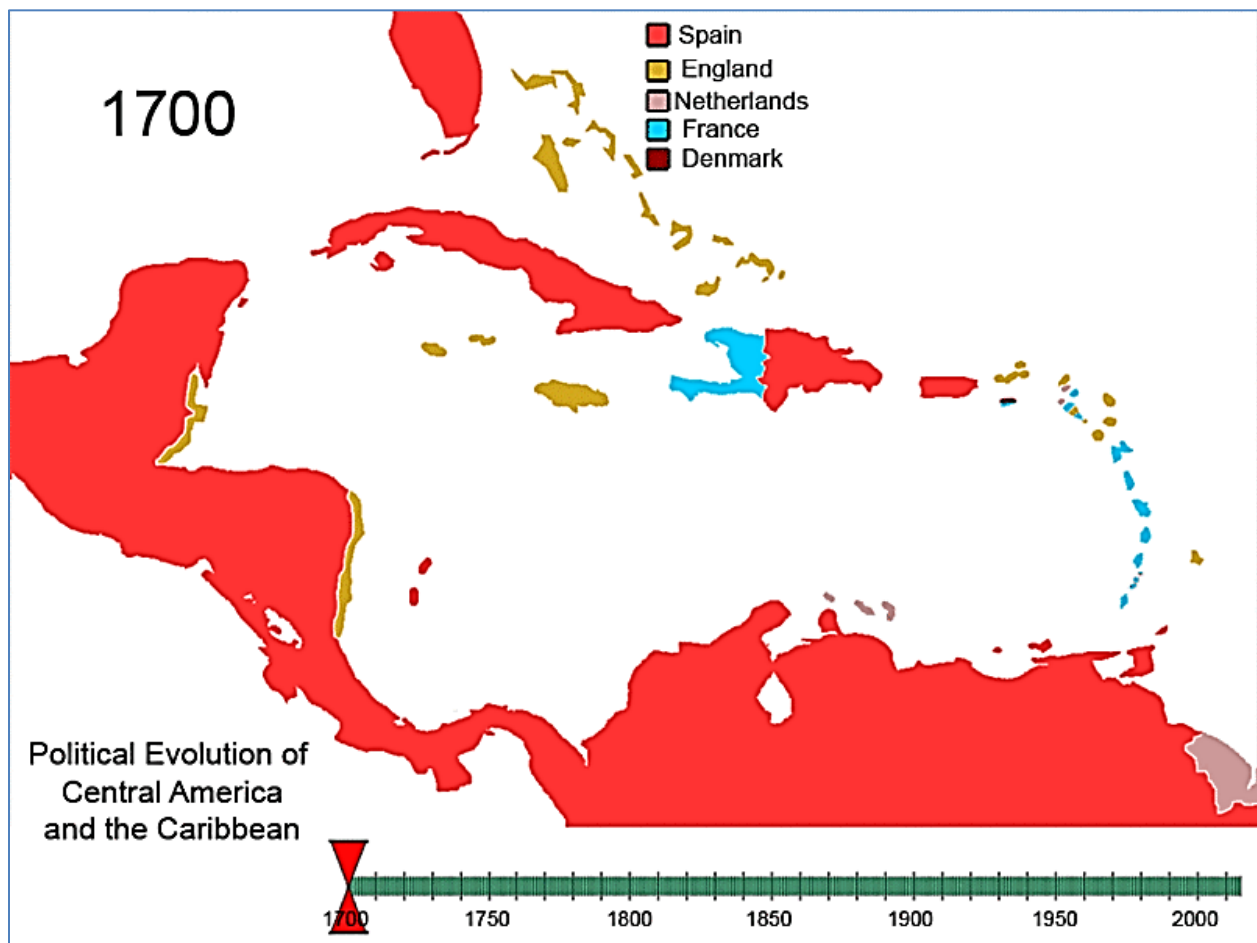 1700
Spain
England
Netherlands
France
Denmark
Political Evolution of
Central America
and the Caribbean
1700 1750 1800 1850 1900 1950 2000